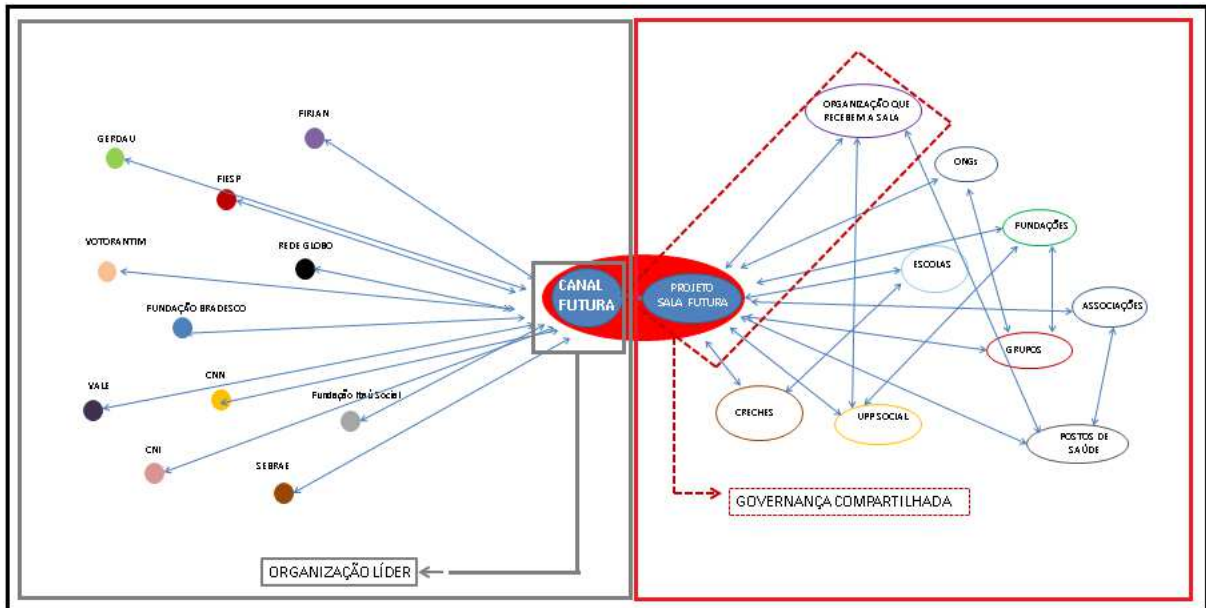 FIRIAN
GERDAU
FIESP
VOTORANTIM
REDE GLOBO
FUNDAÇÃO BRADESCO
VALE
CNN
Fundação Itaú Social
CNI
SEBRAE
ORGANIZAÇÃO LÍDER
CANAL
FUTURA
PROJETO
SALA FUTURA
ORGANIZAÇÃO QUE
RECEBEM A SALA
ONGs
FUNDAÇÕES
ESCOLAS
ASSOCIAÇÕES
GRUPOS
CRECHES
UPP SOCIAL
POSTOS DE
SAÚDE
GOVERNANÇA COMPARTILHADA